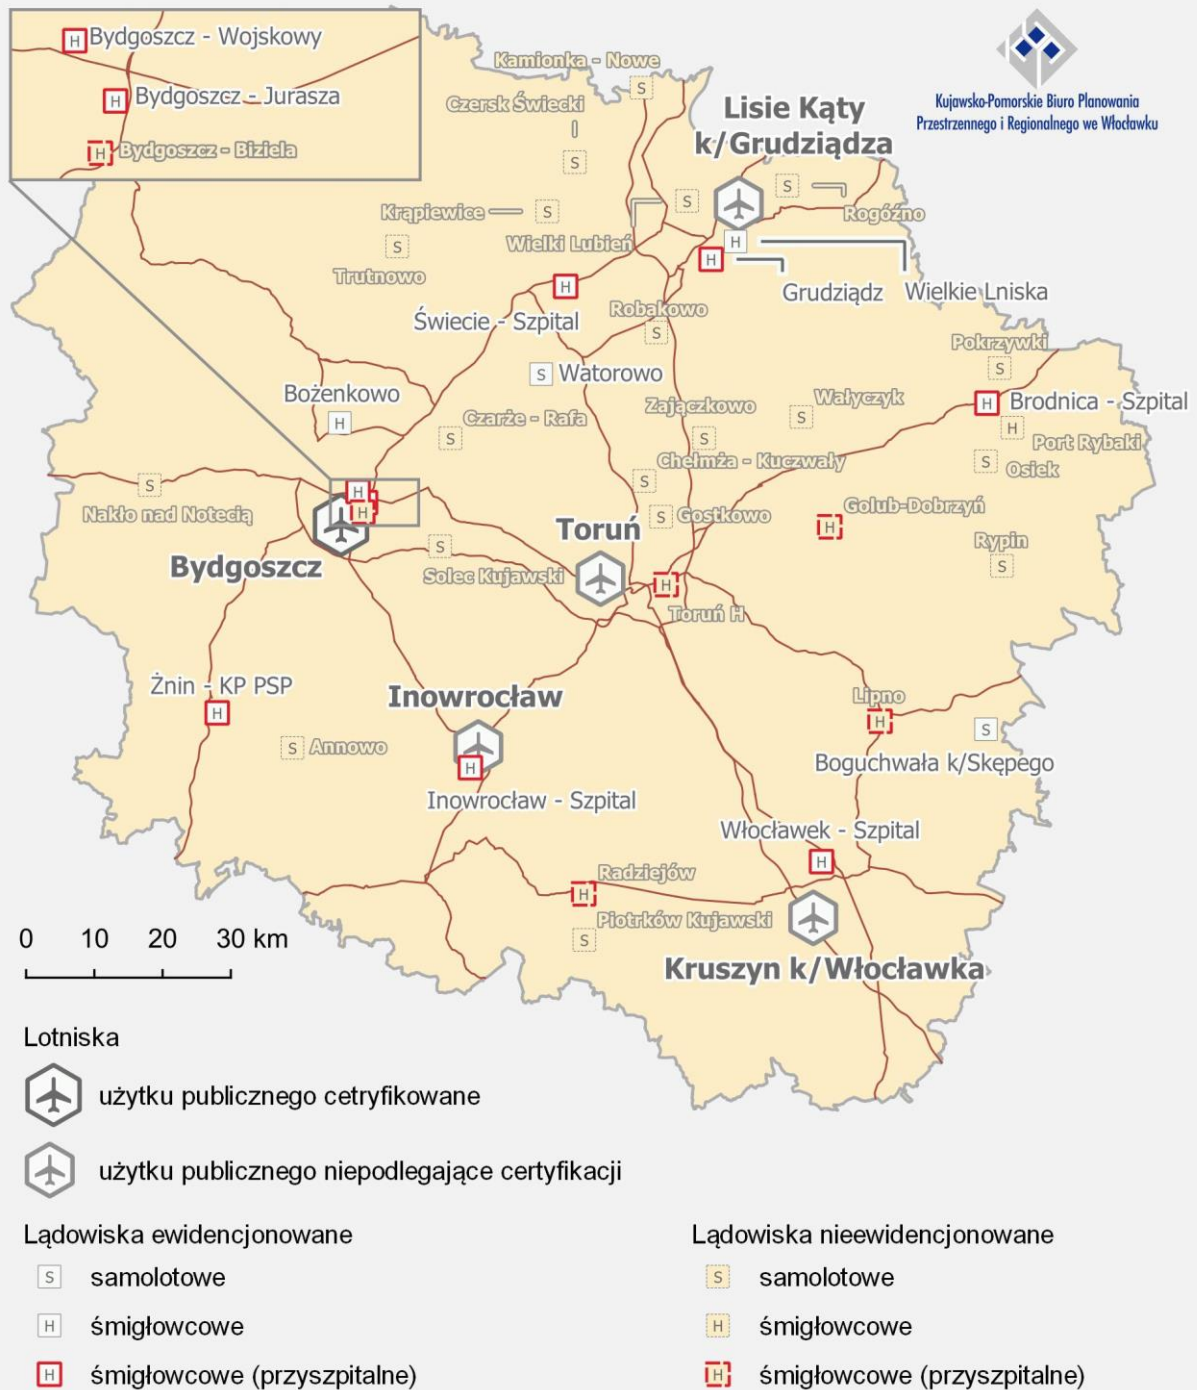 Bydgoszcz - Wojskowy
Bydgoszcz - Jurasza
Bydgoszcz - Biziela
Kujawsko-Pomorskie Biuro Planowania
Przestrzennego i Regionalnego we Włocławku
Kamionka - Nowe
Czersk Świecki
Lisie Kąty
k/Grudziądza
Krąpiewice
Rogóźno
Wielki Lubień
Trutnowo
Grudziądz
Wielkie Lniska
Świecie - Szpital
Robakowo
Pokrzywki
Watorowo
Bożenkowo
Zajączkowo
Wałyczyk
Brodnica - Szpital
Czarże - Rafa
Port Rybaki
Chełmża - Kuczwały
Osiek
Nakło nad Notecią
Gostkowo
Golub-Dobrzyń
Toruń
Rypin
Bydgoszcz
Solec Kujawski
Toruń H
Żnin - KP PSP
Inowrocław
Lipno
Annowo
Boguchwała k/Skępego
Inowrocław - Szpital
Włocławek - Szpital
Radziejów
Piotrków Kujawski
Kruszyn k/Włocławka
0 10 20 30 km
Lotniska
użytku publicznego cetryfikowane
użytku publicznego niepodlegające certyfikacji
Lądowiska ewidencjonowane
S samolotowe
H śmigłowcowe
H śmigłowcowe (przyszpitalne)
Lądowiska nieewidencjonowane
S samolotowe
H śmigłowcowe
H śmigłowcowe (przyszpitalne)